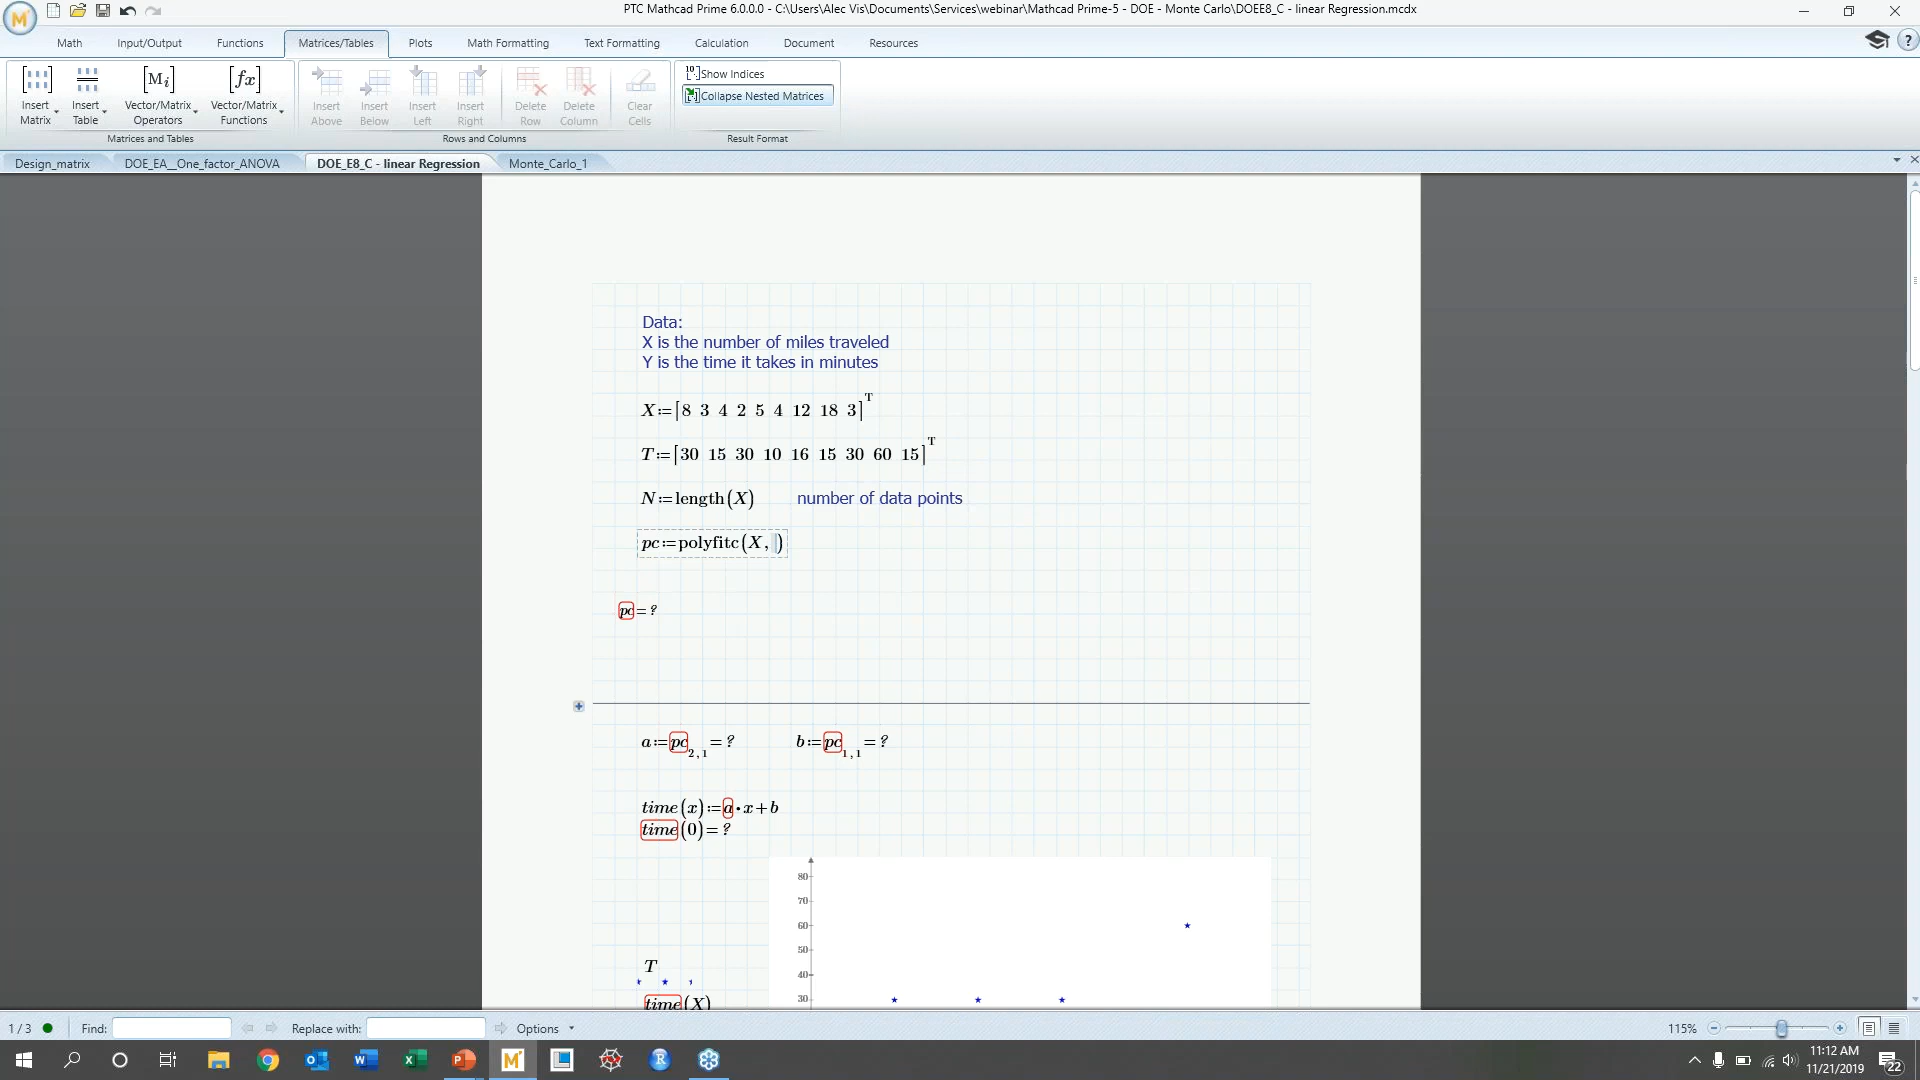 PTC Mathcad Prime 6.0.0.0 - C:\Users\Alec Vis\Documents\Services\webinar\Mathcad Prime-5 - DOE - Monte Carlo\DOEE8_C - linear Regression.mcdx
Math Input/Output Functions Matrices/Tables Plots Math Formatting Text Formatting Calculation Document Resources
Insert Matrix
Insert Table
Vector/Matrix Operators
Vector/Matrix Functions
Insert Above
Insert Below
Insert Left
Insert Right
Delete Row
Delete Column
Clear Cells
Show Indices
Collapse Nested Matrices
Matrices and Tables Rows and Columns Result Format
Design_matrix DOE_EA__One_factor_ANOVA DOE_E8_C - linear Regression Monte_Carlo_1
Data:
X is the number of miles traveled
Y is the time it takes in minutes
X:=[8 3 4 2 5 4 12 18 3]ᵀ
T:=[30 15 30 10 16 15 30 60 15]ᵀ
N:=length(X) number of data points
pc:=polyfitc(X, )
pc=?
a:=pc2,1=? b:=pc1,1=?
time(x):=a·x+b
time(0)=?
80
70
60
50
40
30
T
time(X)
1 / 3 Find: Replace with: Options 115%
11:12 AM
11/21/2019
22